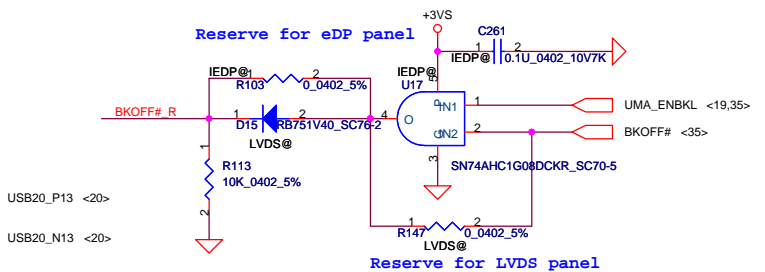 +3VS
Reserve for eDP panel
C261
1 2
IEDP@ 0.1U_0402_10V7K
IEDP@
1 2
R103 0_0402_5%
IEDP@
U17
5
P
BKOFF#_R
1 2
D15 RB751V40_SC76-2
LVDS@
4 O
IN1 1 UMA_ENBKL <19,35>
IN2 2 BKOFF# <35>
G
3
SN74AHC1G08DCKR_SC70-5
1
R113
10K_0402_5%
2
USB20_P13 <20>
USB20_N13 <20>
1 2
R147 0_0402_5%
LVDS@
Reserve for LVDS panel